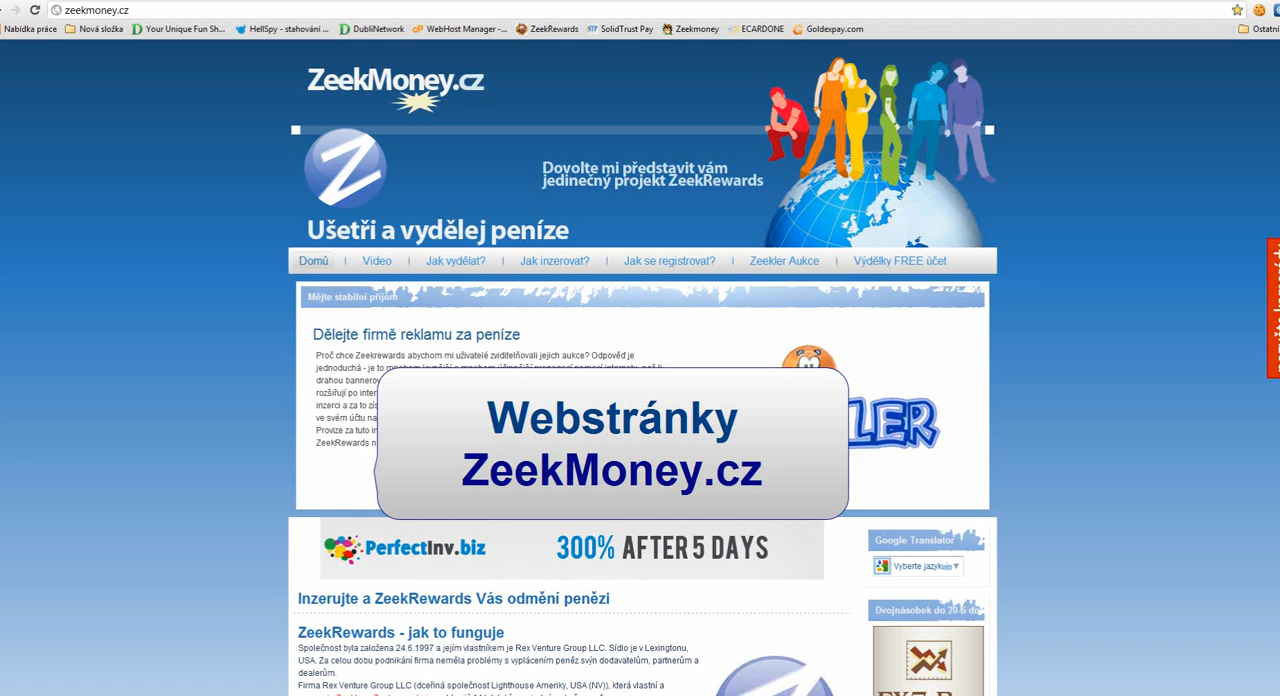 zeekmoney.cz
Nabídka práce Nová složka Your Unique Fun Sh... HellSpy - stahování ... DubliNetwork WebHost Manager -... ZeekRewards SolidTrust Pay Zeekmoney ECARDONE Goldexpay.com Ostatní
ZeekMoney.cz
Dovolte mi představit vám
jedinečný projekt ZeekRewards
Ušetři a vydělej peníze
Domů Video Jak vydělat? Jak inzerovat? Jak se registrovat? Zeekler Aukce Výdělky FREE účet
Mějte stabilní příjem
Dělejte firmě reklamu za peníze
Proč chce Zeekrewards abychom mi uživatelé zviditelňovali jejich aukce? Odpověď je
jednoduchá - je to
drahou
rozšiřují po
inzerci a za to
ve svém účtu
Provize za tuto
ZeekRewards
LER
Webstránky
ZeekMoney.cz
PerfectInv.biz 300% AFTER 5 DAYS
Google Translator
Vyberte jazyk
Inzerujte a ZeekRewards Vás odmění penězi
Dvojnásobek do 20-ti
ZeekRewards - jak to funguje
Společnost byla založena 24.6.1997 a jejím vlastníkem je Rex Venture Group LLC. Sídlo je v Lexingtonu,
USA. Za celou dobu podnikání firma neměla problémy s vyplácením peněz svýn dodavatelům, partnerům a
dealerům.
Firma Rex Venture Group LLC (dceřiná společnost Lighthouse Ameriky, USA (NV)), která vlastní a